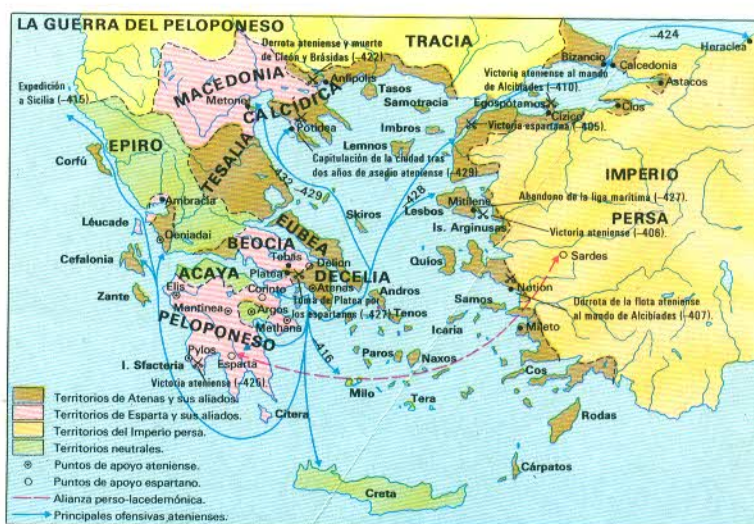 LA GUERRA DEL PELOPONESO
–424
Heraclea
TRACIA
Bizancio
Calcedonia
Astacos
Derrota ateniense y muerte
de Cleón y Brásidas (–422).
Anfípolis
MACEDONIA
Metone
CALCÍDICA
Potidea
Tasos
Samotracia
Imbros
Lemnos
Victoria ateniense al mando
de Alcibíades (–410).
Egospótamos
Cízico
Cíos
Victoria espartana (–405).
Expedición
a Sicilia (–415).
EPIRO
Corfú
TESALIA
Capitulación de la ciudad tras
dos años de asedio ateniense (–429).
–432
–429
–428
IMPERIO
PERSA
Abandono de la liga marítima (–427).
Mitilene
Lesbos
Is. Arginusas
Victoria ateniense (–406).
Skiros
Ambracia
Léucade
Oeniadai
Cefalonia
Zante
EUBEA
BEOCIA
Tebas
Delion
Platea
DECELIA
Atenas
Toma de Platea por
los espartanos (–427).
ACAYA
Elis
Corinto
Mantinea
Argos
Methana
PELOPONESO
Pylos
Esparta
I. Sfacteria
Victoria ateniense (–425).
Citera
–416
Milo
Andros
Tenos
Paros
Naxos
Tera
Quíos
Samos
Icaria
Sardes
Notion
Mileto
Derrota de la flota ateniense
al mando de Alcibíades (–407).
Cos
Rodas
Cárpatos
Creta
Territorios de Atenas y sus aliados.
Territorios de Esparta y sus aliados.
Territorios del Imperio persa.
Territorios neutrales.
Puntos de apoyo ateniense.
Puntos de apoyo espartano.
Alianza perso-lacedemónica.
Principales ofensivas atenienses.